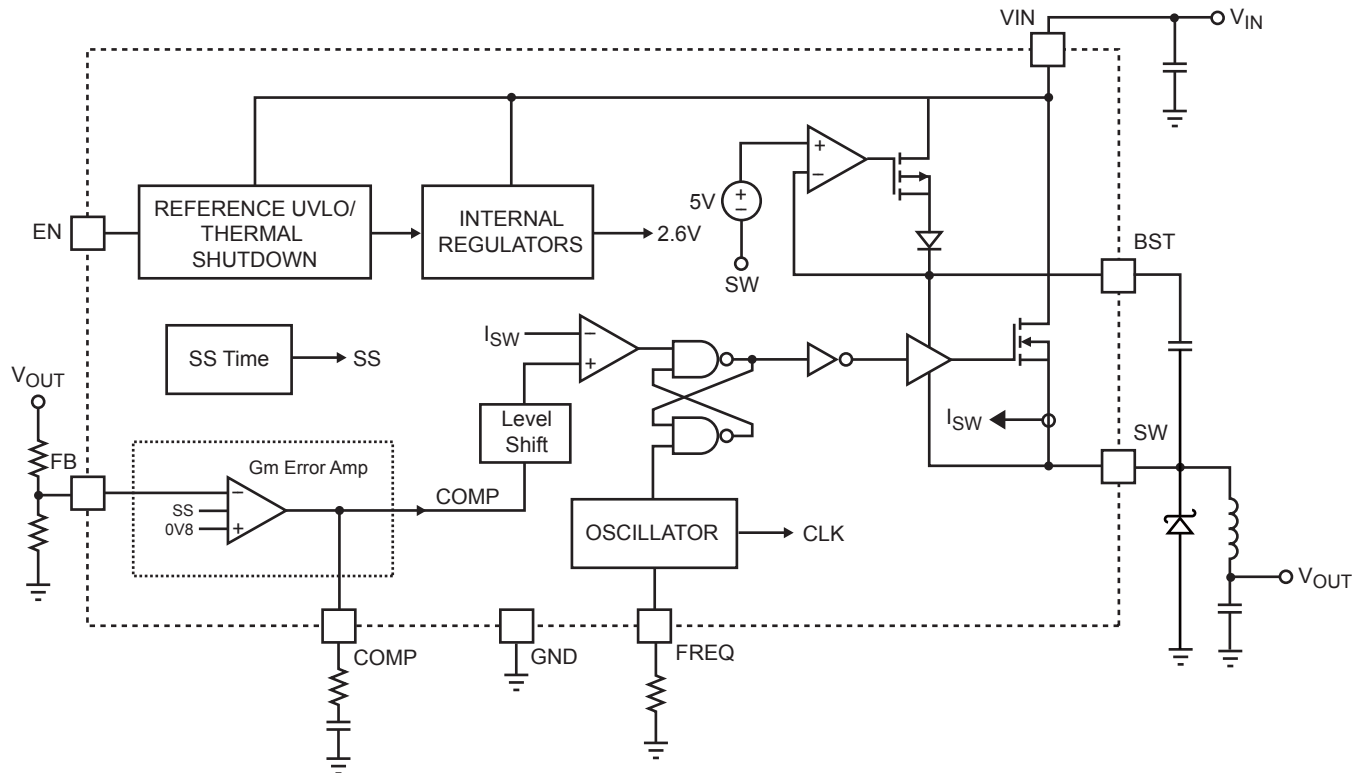 VIN
V_IN
REFERENCE UVLO/
THERMAL
SHUTDOWN
INTERNAL
REGULATORS
2.6V
EN
5V
+
−
+
−
SW
BST
SS Time
SS
I_SW
−
+
Level
Shift
I_SW
SW
V_OUT
FB
Gm Error Amp
−
SS
0V8
+
COMP
OSCILLATOR
CLK
V_OUT
COMP
GND
FREQ